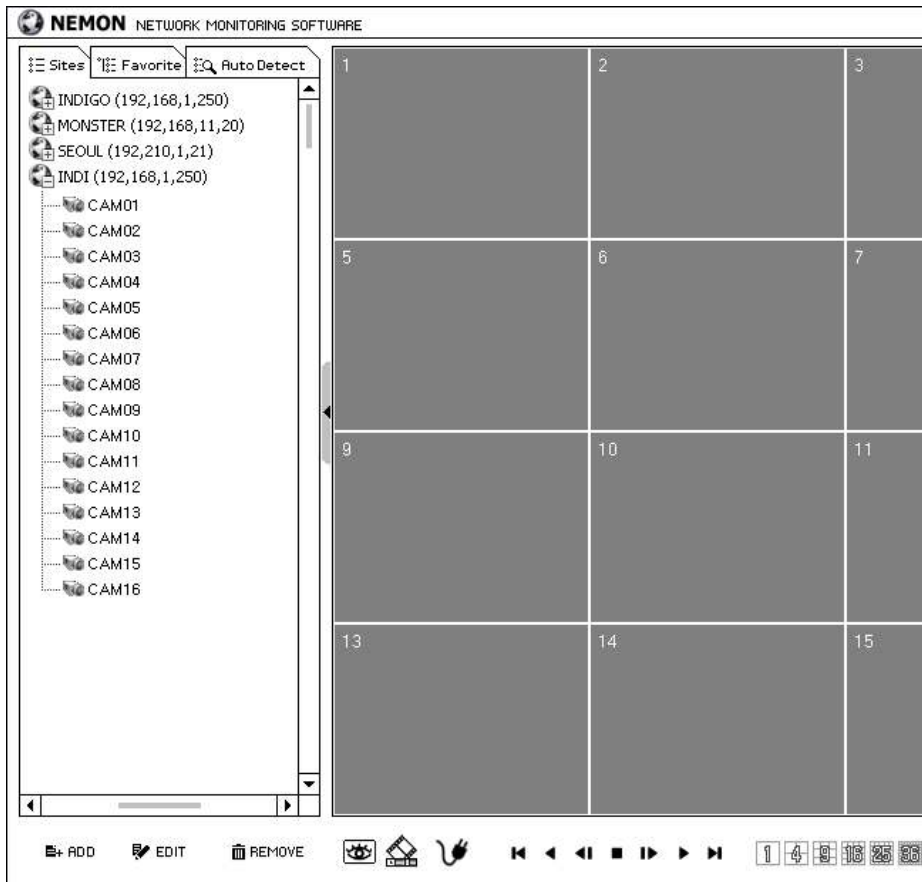 NEMON NETWORK MONITORING SOFTWARE
Sites Favorite Auto Detect
INDIGO (192,168,1,250)
MONSTER (192,168,11,20)
SEOUL (192,210,1,21)
INDI (192,168,1,250)
CAM01
CAM02
CAM03
CAM04
CAM05
CAM06
CAM07
CAM08
CAM09
CAM10
CAM11
CAM12
CAM13
CAM14
CAM15
CAM16
1 2 3
5 6 7
9 10 11
13 14 15
ADD EDIT REMOVE
1 4 9 16 25 36